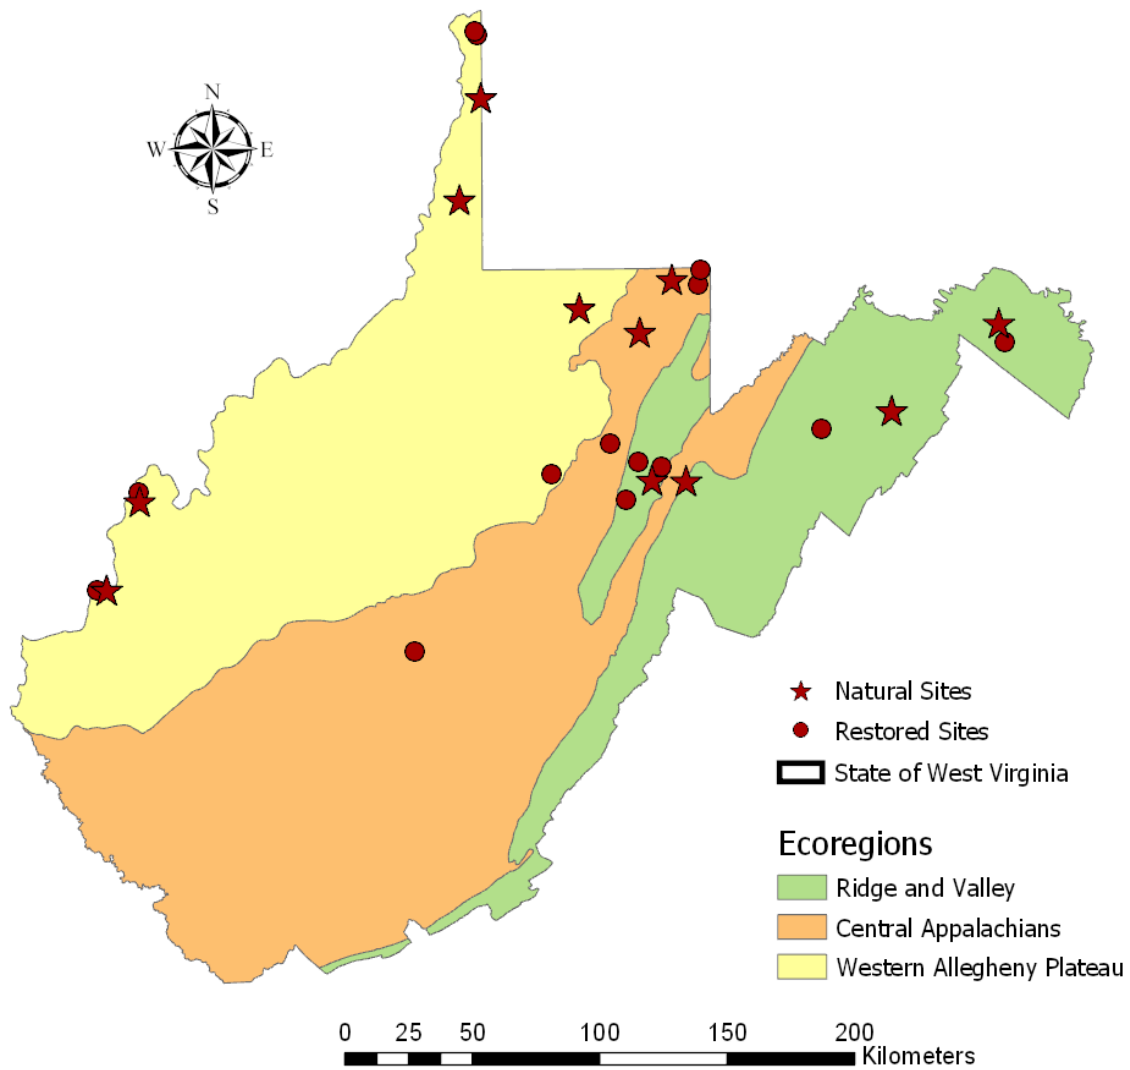 N
W E
S
Natural Sites
Restored Sites
State of West Virginia
Ecoregions
Ridge and Valley
Central Appalachians
Western Allegheny Plateau
0 25 50 100 150 200
Kilometers